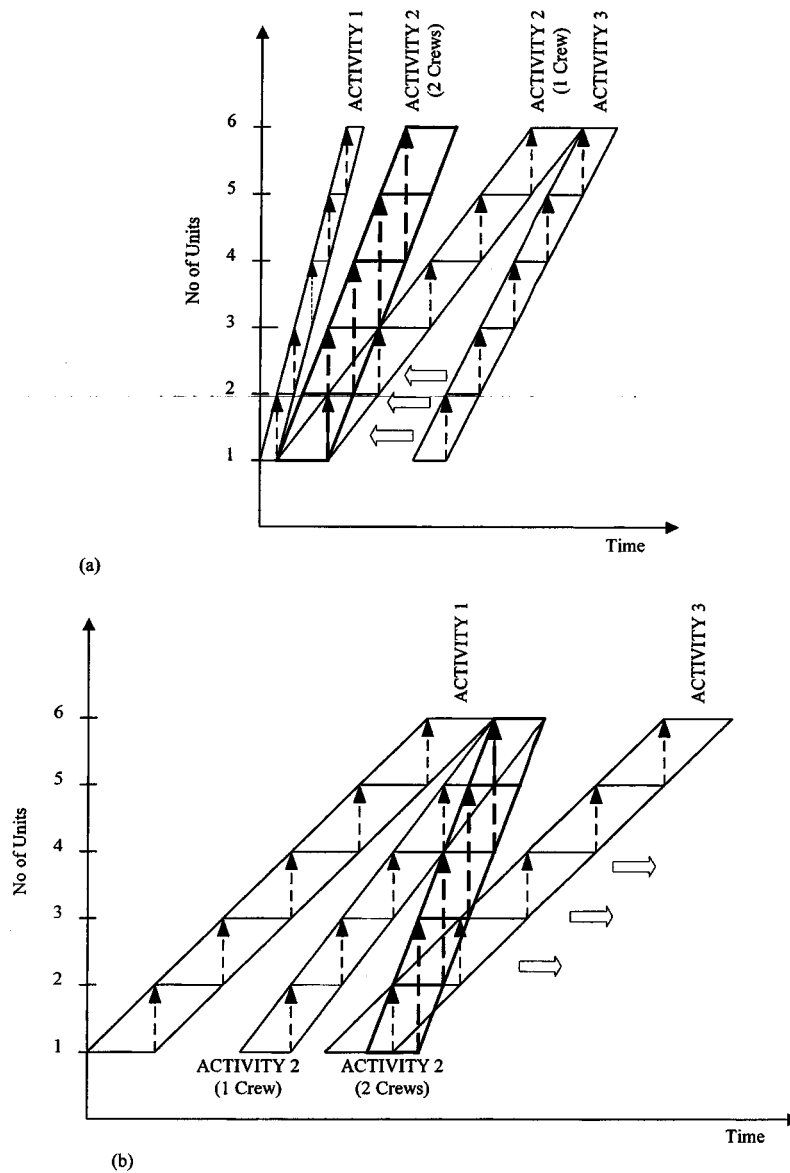 ACTIVITY 1
ACTIVITY 2
(2 Crews)
ACTIVITY 2
(1 Crew)
ACTIVITY 3
No of Units
6
5
4
3
2
1
Time
(a)
ACTIVITY 1
ACTIVITY 3
No of Units
6
5
4
3
2
1
ACTIVITY 2
(1 Crew)
ACTIVITY 2
(2 Crews)
Time
(b)